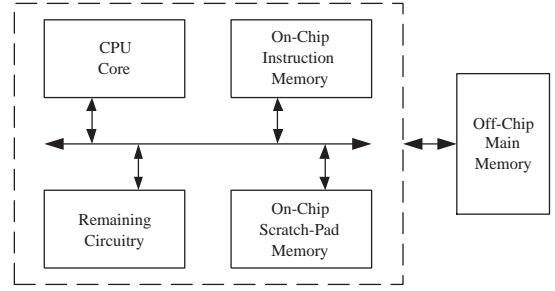 CPU
Core
On-Chip
Instruction
Memory
Off-Chip
Main
Memory
Remaining
Circuitry
On-Chip
Scratch-Pad
Memory